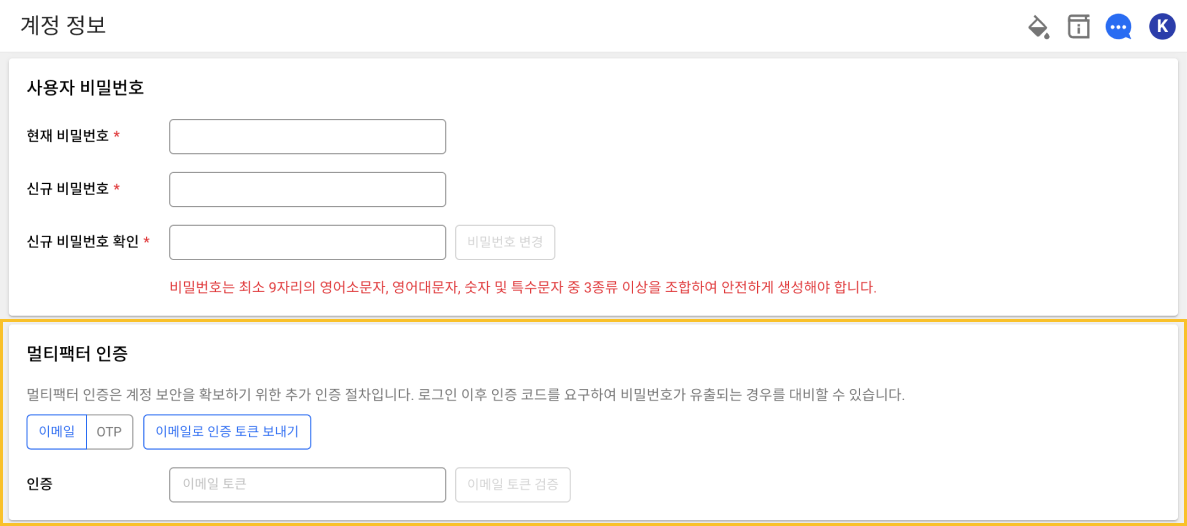 계정 정보
K
사용자 비밀번호
현재 비밀번호 *
신규 비밀번호 *
신규 비밀번호 확인 * 비밀번호 변경
비밀번호는 최소 9자리의 영어소문자, 영어대문자, 숫자 및 특수문자 중 3종류 이상을 조합하여 안전하게 생성해야 합니다.
멀티팩터 인증
멀티팩터 인증은 계정 보안을 확보하기 위한 추가 인증 절차입니다. 로그인 이후 인증 코드를 요구하여 비밀번호가 유출되는 경우를 대비할 수 있습니다.
이메일 OTP 이메일로 인증 토큰 보내기
인증 이메일 토큰 이메일 토큰 검증